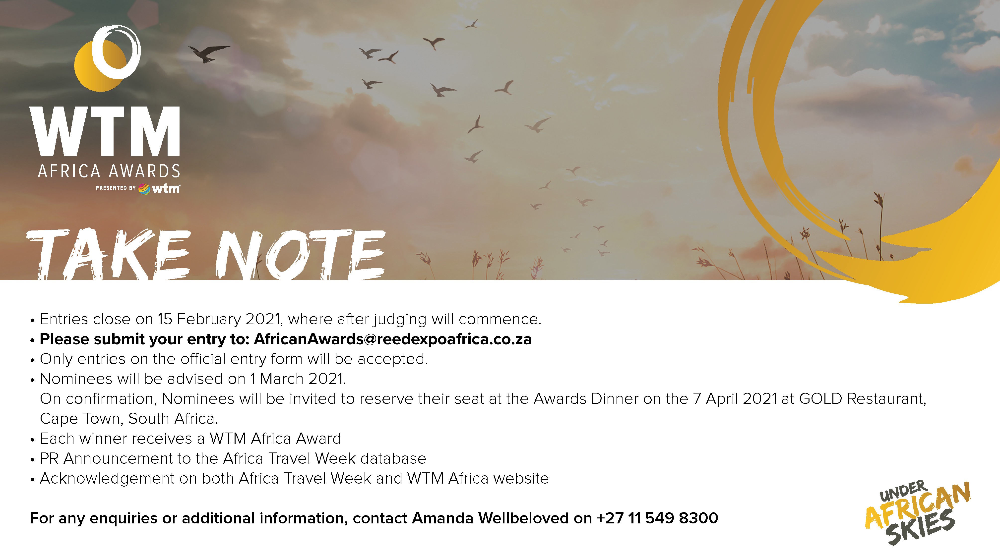 WTM
AFRICA AWARDS
PRESENTED BY wtm
TAKE NOTE
• Entries close on 15 February 2021, where after judging will commence.
• Please submit your entry to: AfricanAwards@reedexpoafrica.co.za
• Only entries on the official entry form will be accepted.
• Nominees will be advised on 1 March 2021.
On confirmation, Nominees will be invited to reserve their seat at the Awards Dinner on the 7 April 2021 at GOLD Restaurant,
Cape Town, South Africa.
• Each winner receives a WTM Africa Award
• PR Announcement to the Africa Travel Week database
• Acknowledgement on both Africa Travel Week and WTM Africa website
For any enquiries or additional information, contact Amanda Wellbeloved on +27 11 549 8300
UNDER
AFRICAN
SKIES